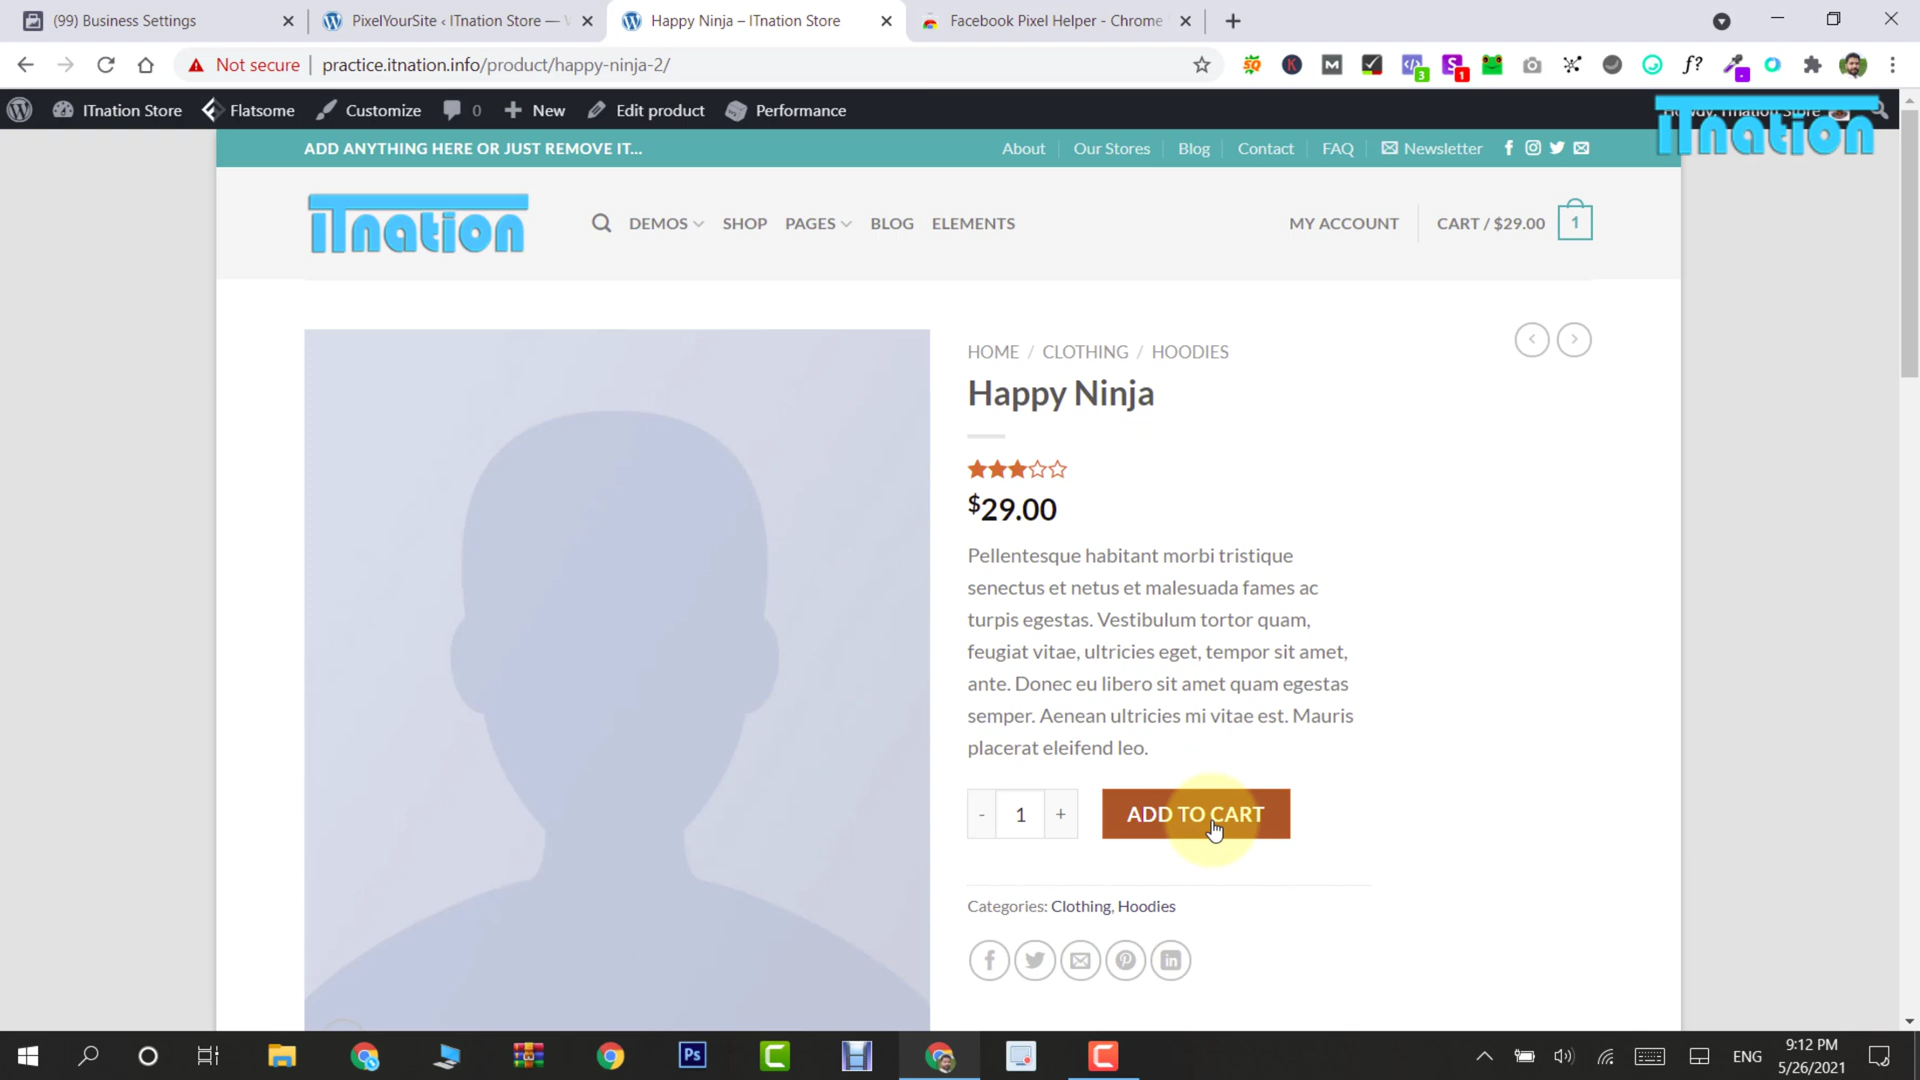 (99) Business Settings
PixelYourSite ‹ ITnation Store — W
Happy Ninja – ITnation Store
Facebook Pixel Helper - Chrome
Not secure
practice.itnation.info/product/happy-ninja-2/
ITnation Store
Flatsome
Customize
0
New
Edit product
Performance
ITnation
ADD ANYTHING HERE OR JUST REMOVE IT...
About
Our Stores
Blog
Contact
FAQ
Newsletter
ITnation
DEMOS
SHOP
PAGES
BLOG
ELEMENTS
MY ACCOUNT
CART / $29.00
1
HOME / CLOTHING / HOODIES
Happy Ninja
$29.00
Pellentesque habitant morbi tristique
senectus et netus et malesuada fames ac
turpis egestas. Vestibulum tortor quam,
feugiat vitae, ultricies eget, tempor sit amet,
ante. Donec eu libero sit amet quam egestas
semper. Aenean ultricies mi vitae est. Mauris
placerat eleifend leo.
- 1 +
ADD TO CART
Categories: Clothing, Hoodies
ENG
9:12 PM
5/26/2021